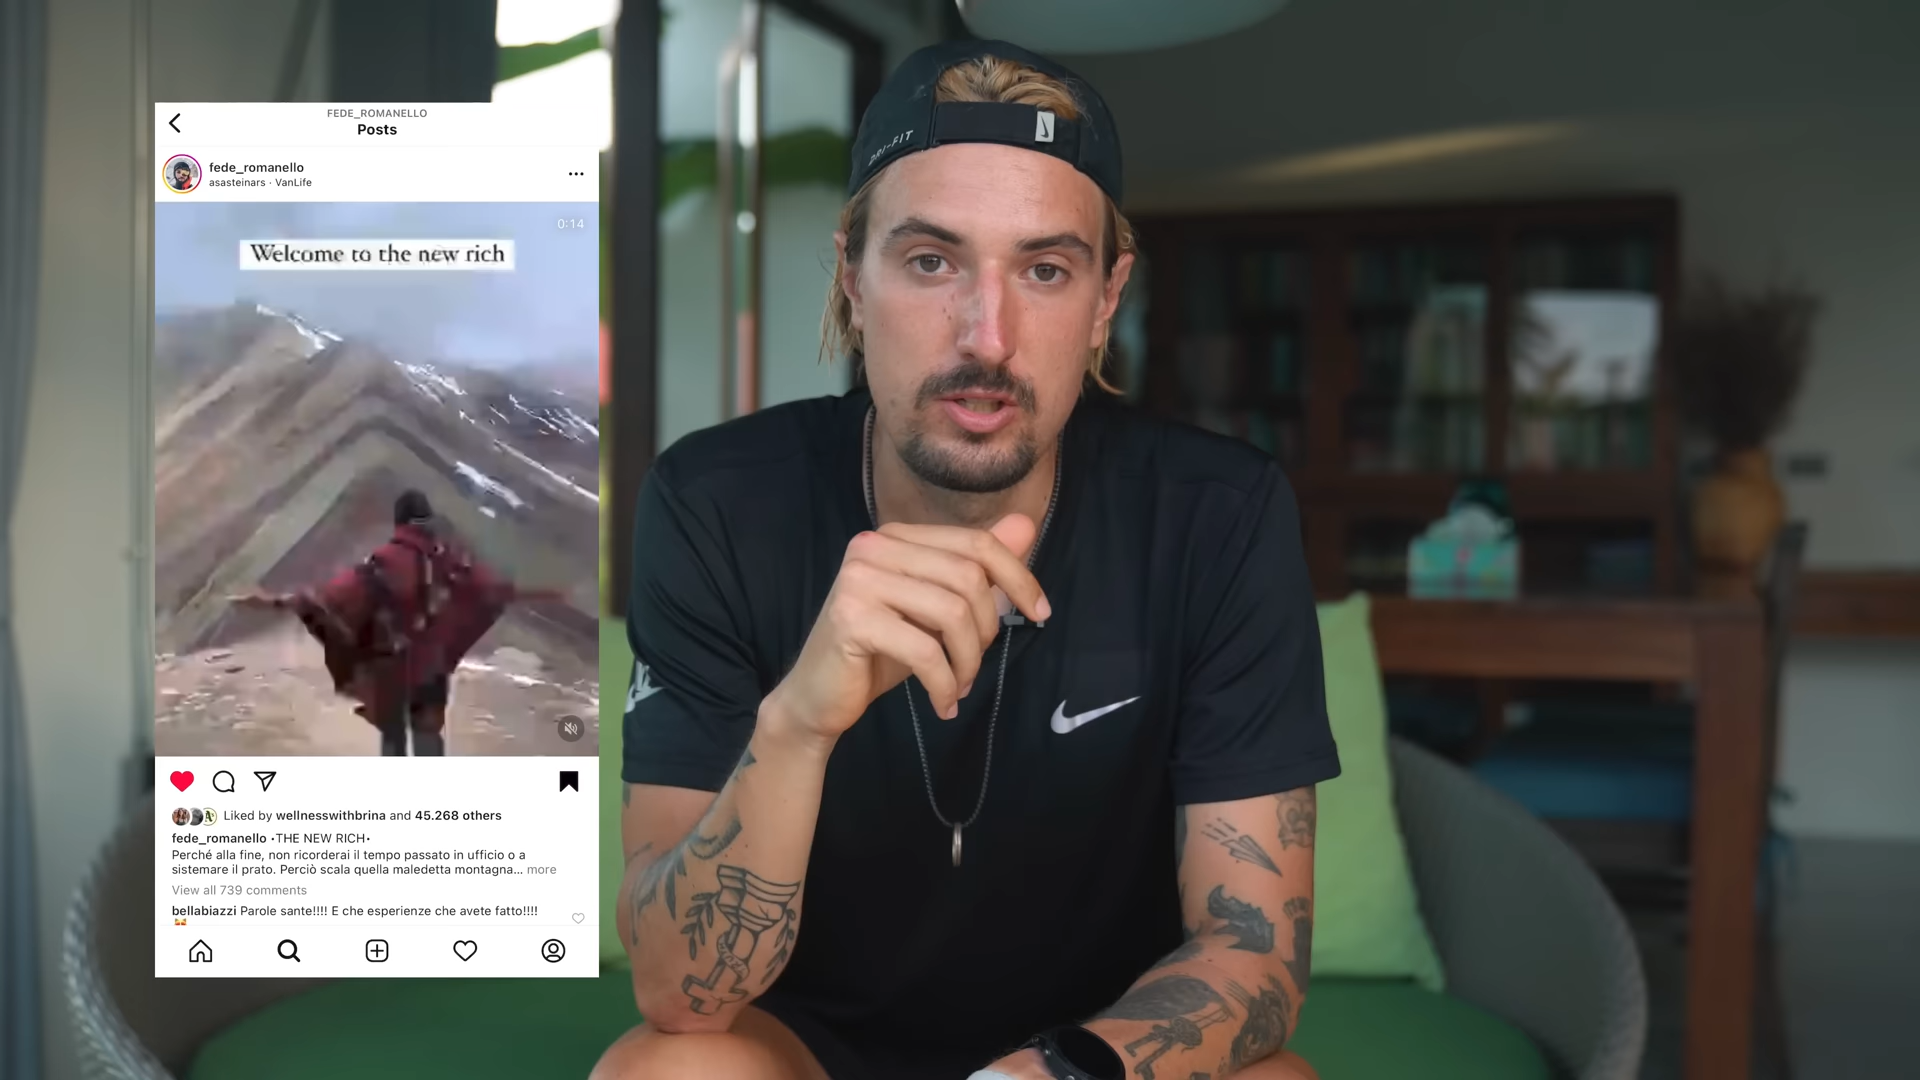 FEDE_ROMANELLO
Posts
fede_romanello
asasteinars · VanLife
0:14
Welcome to the new rich
Liked by wellnesswithbrina and 45.268 others
fede_romanello •THE NEW RICH•
Perché alla fine, non ricorderai il tempo passato in ufficio o a
sistemare il prato. Perciò scala quella maledetta montagna... more
View all 739 comments
bellabiazzi Parole sante!!!! E che esperienze che avete fatto!!!!
DRI-FIT